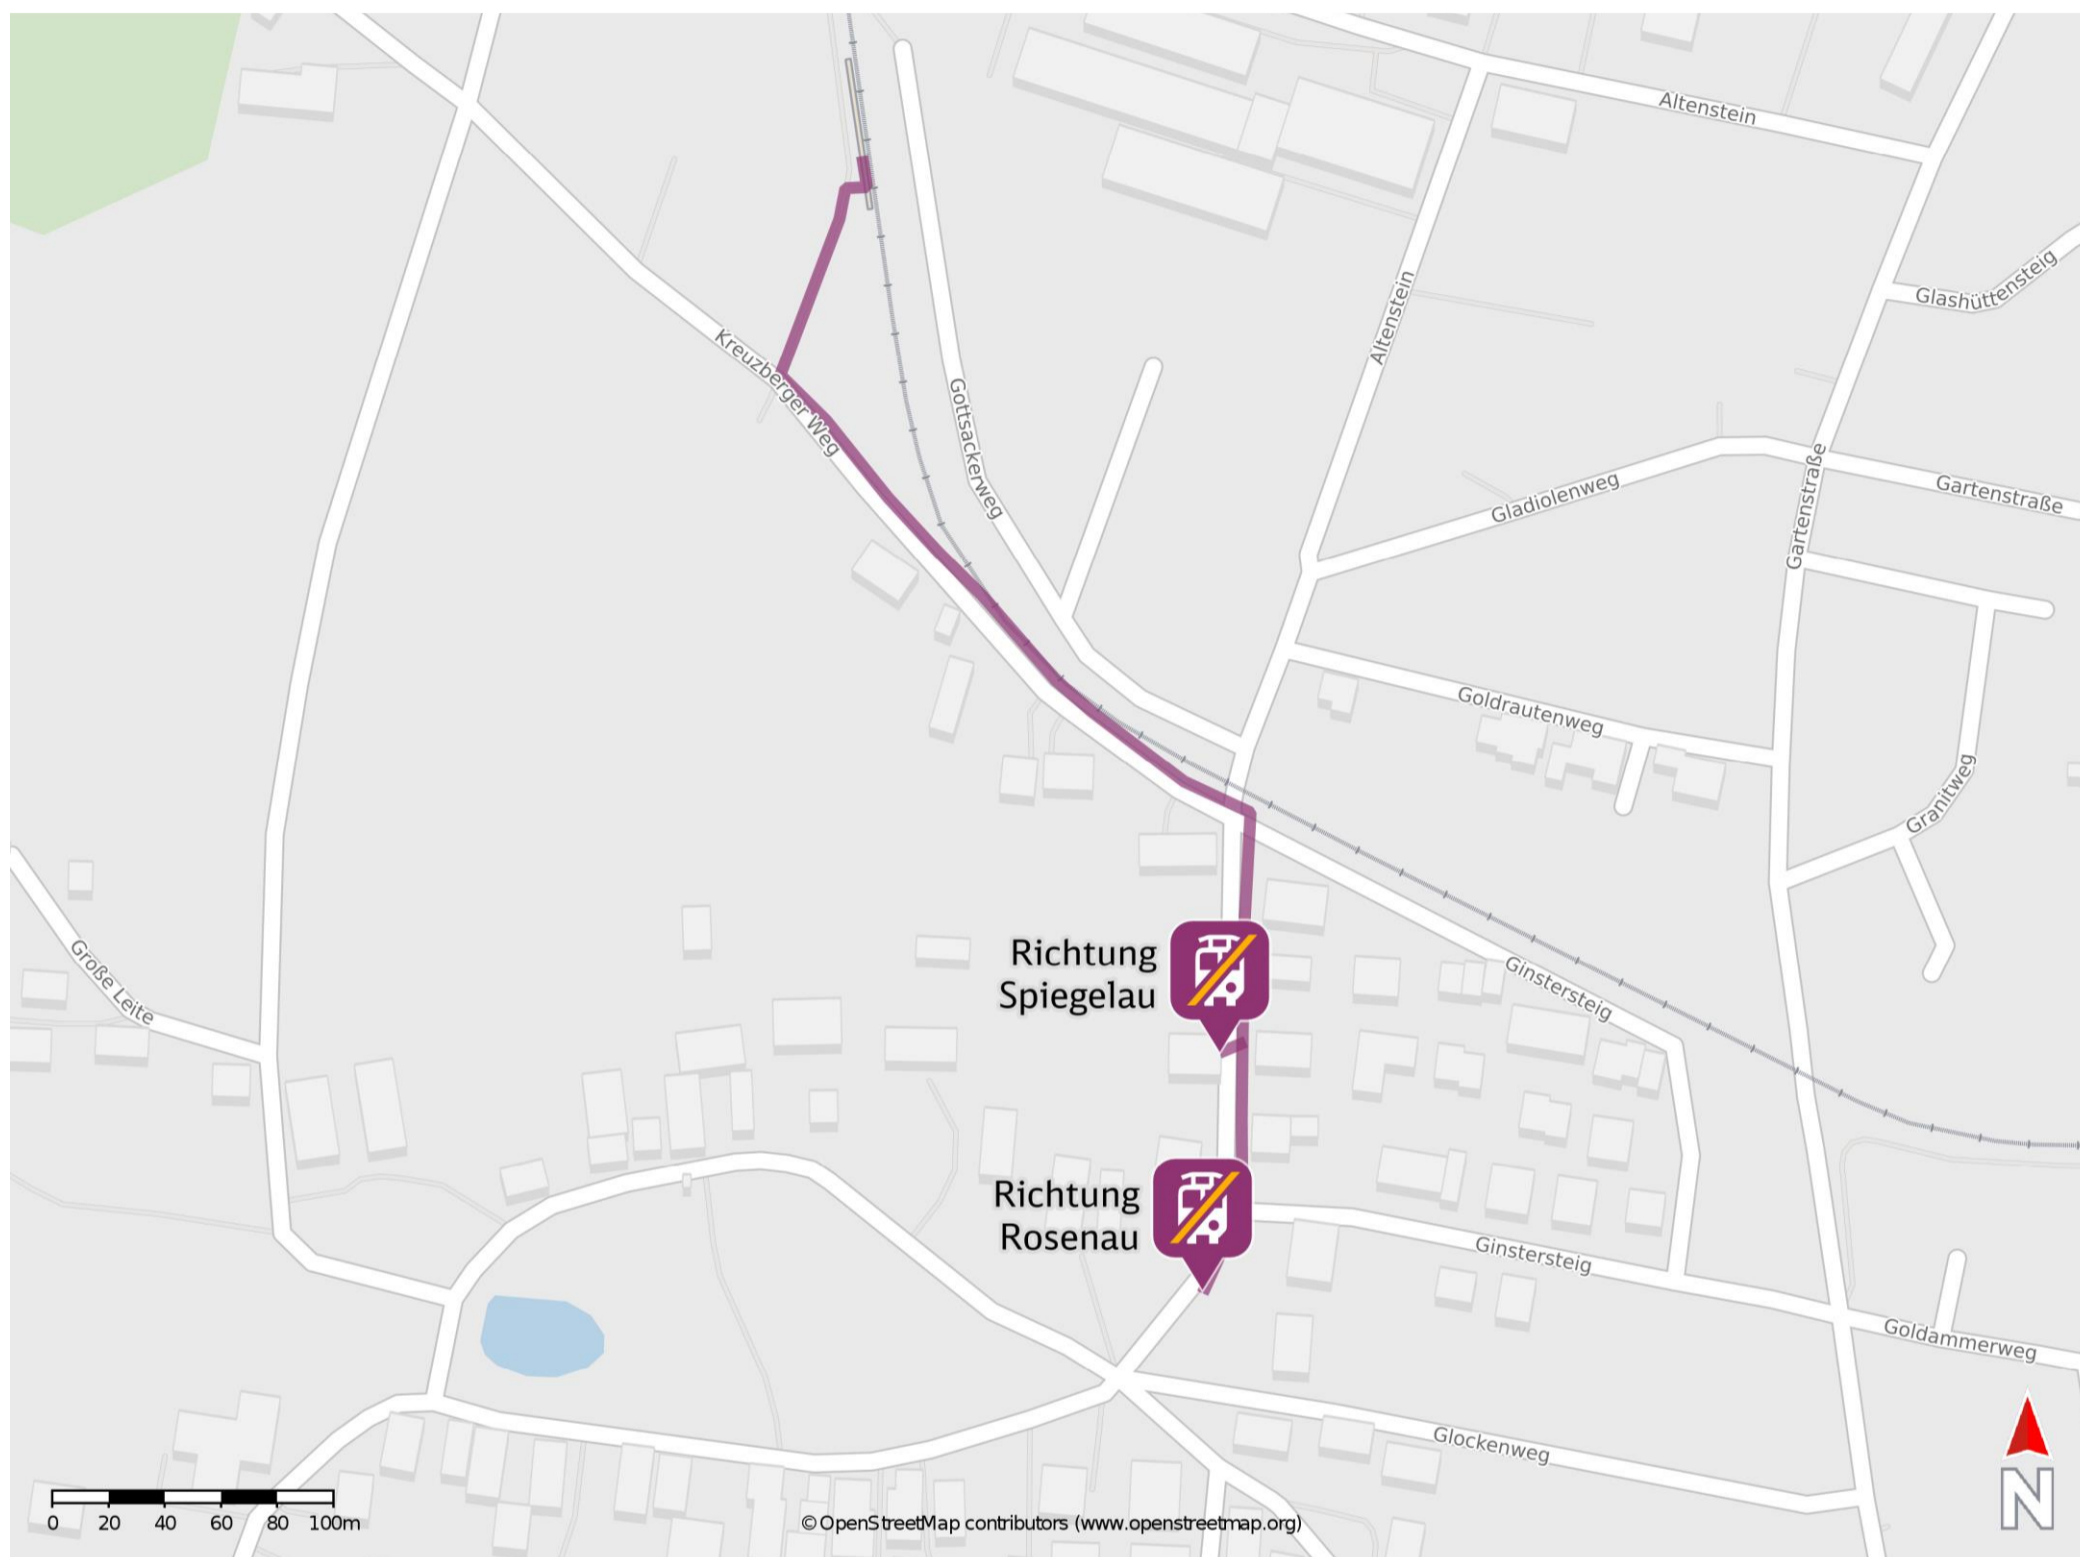 Altenstein
Glashüttensteig
Altenstein
Kreuzberger Weg
Gottsackerweg
Gartenstraße
Gladiolenweg
Gartenstraße
Goldrautenweg
Granitweg
Große Leite
Richtung
Spiegelau
Ginstersteig
Richtung
Rosenau
Ginstersteig
Goldammerweg
Glockenweg
N
0 20 40 60 80 100m
©OpenStreetMap contributors (www.openstreetmap.org)